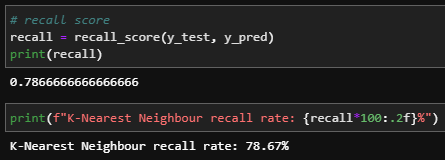 # recall score
recall = recall_score(y_test, y_pred)
print(recall)
0.7866666666666666
print(f"K-Nearest Neighbour recall rate: {recall*100:.2f}%")
K-Nearest Neighbour recall rate: 78.67%